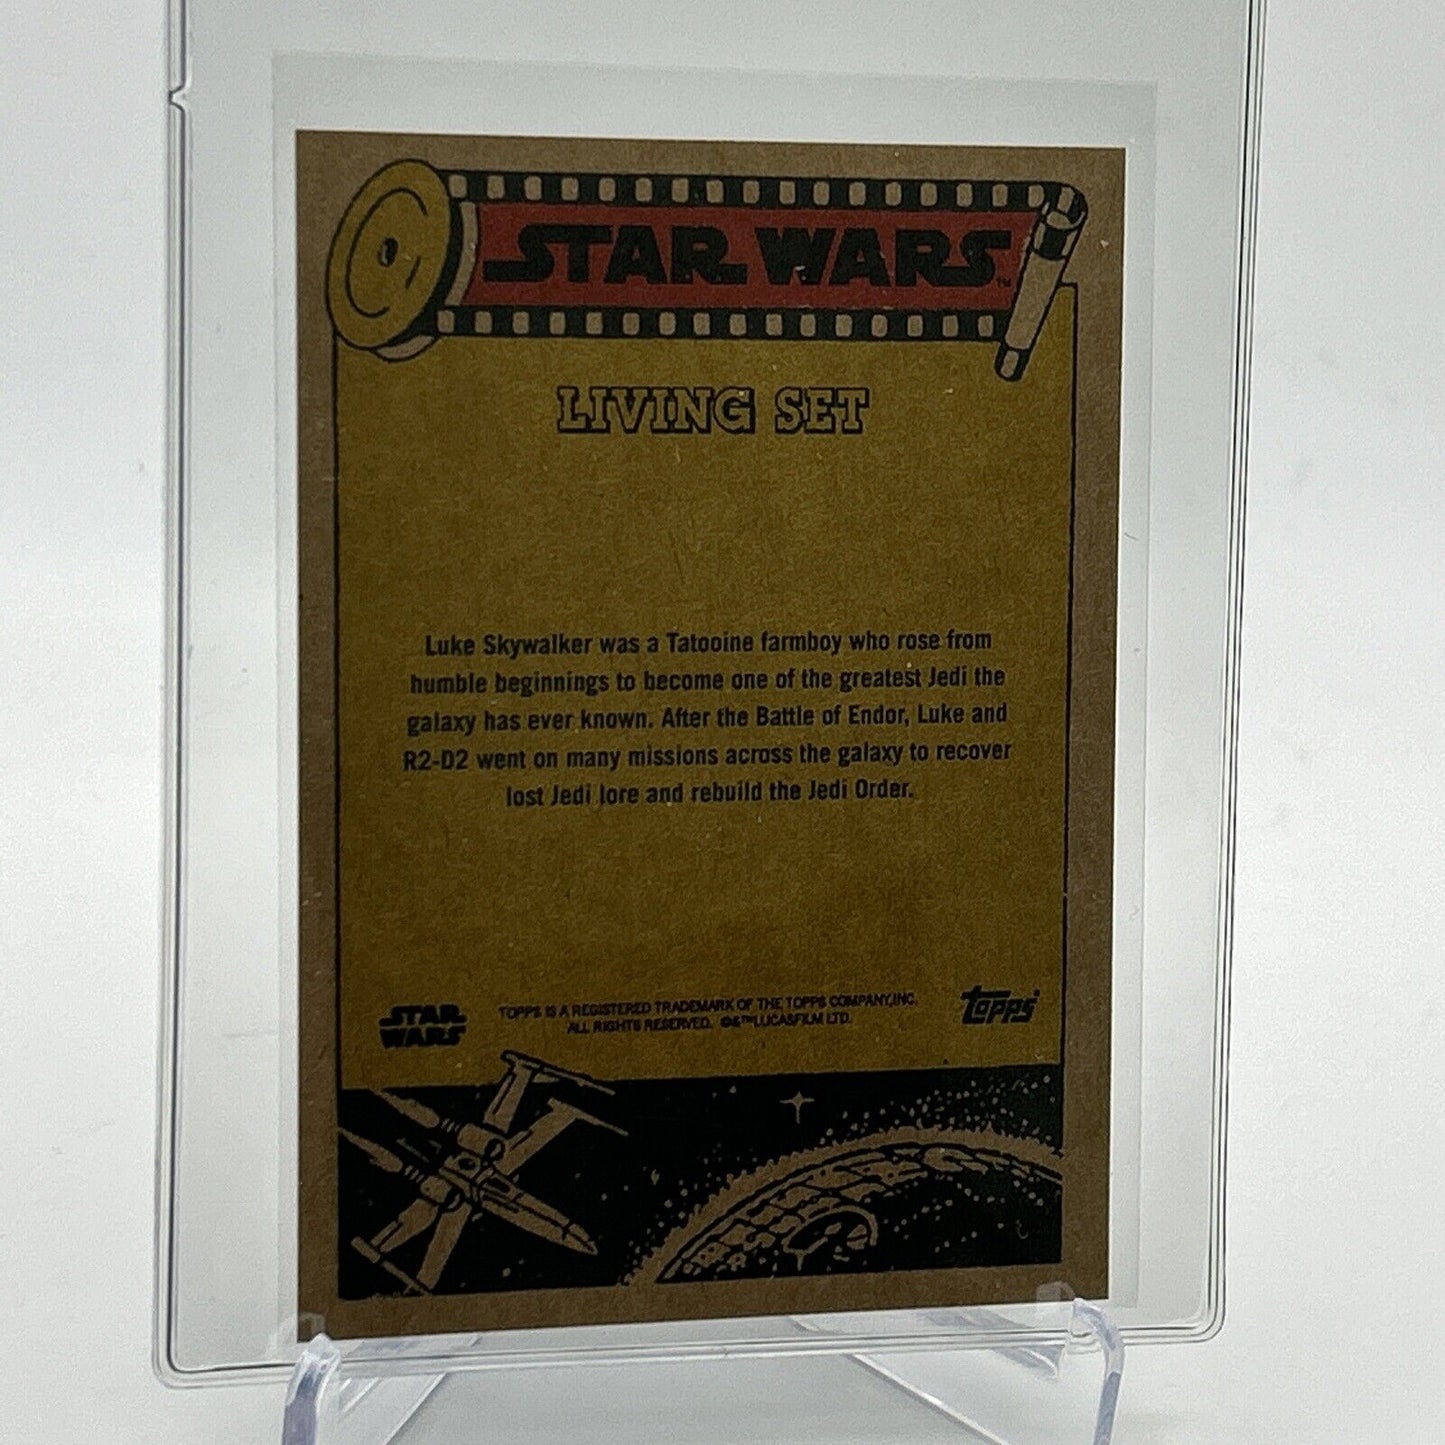 STAR WARS™
LIVING SET
Luke Skywalker was a Tatooine farmboy who rose from
humble beginnings to become one of the greatest Jedi the
galaxy has ever known. After the Battle of Endor, Luke and
R2-D2 went on many missions across the galaxy to recover
lost Jedi lore and rebuild the Jedi Order.
STAR
WARS
TOPPS IS A REGISTERED TRADEMARK OF THE TOPPS COMPANY, INC.
ALL RIGHTS RESERVED. ©&™LUCASFILM LTD.
topps®